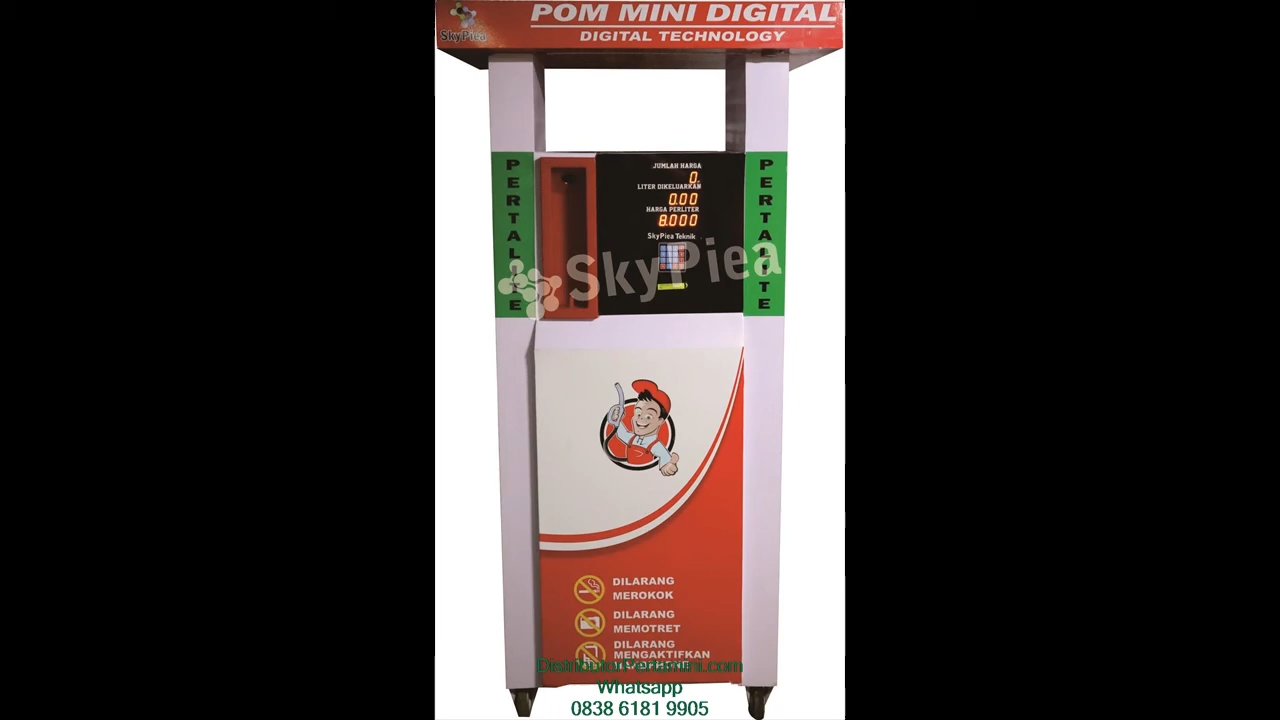 POM MINI DIGITAL
DIGITAL TECHNOLOGY
SkyPiea
PERTALITE
JUMLAH HARGA
0.
LITER DIKELUARKAN
0.00
HARGA PERLITER
8.000
SkyPiea Teknik
SkyPiea
PERTALITE
DILARANG
MEROKOK
DILARANG
MEMOTRET
DILARANG
MENGAKTIFKAN
Whatsapp
0838 6181 9905